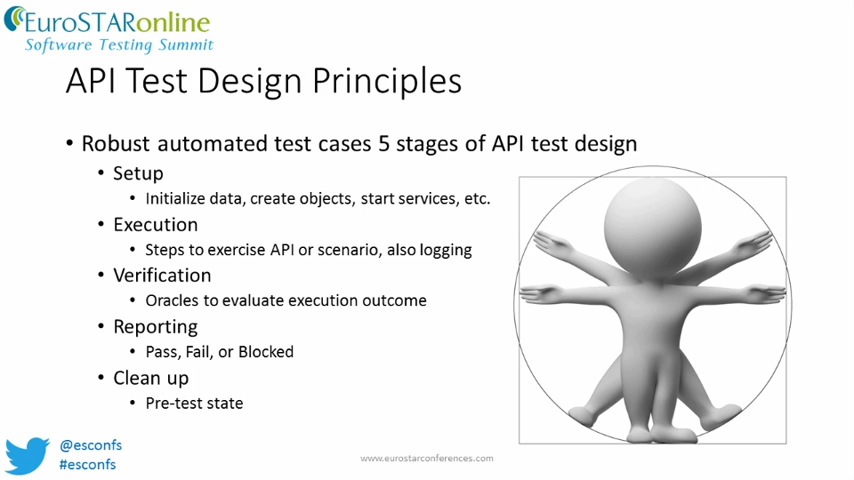 EuroSTARonline
Software Testing Summit
API Test Design Principles
• Robust automated test cases 5 stages of API test design
• Setup
• Initialize data, create objects, start services, etc.
• Execution
• Steps to exercise API or scenario, also logging
• Verification
• Oracles to evaluate execution outcome
• Reporting
• Pass, Fail, or Blocked
• Clean up
• Pre-test state
@esconfs
#esconfs
www.eurostarconferences.com